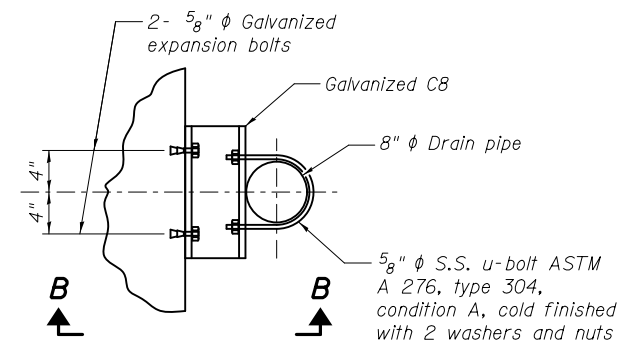 2- 5/8" ϕ Galvanized
expansion bolts
Galvanized C8
8" ϕ Drain pipe
4"
4"
5/8" ϕ S.S. u-bolt ASTM
A 276, type 304,
condition A, cold finished
with 2 washers and nuts
B
B